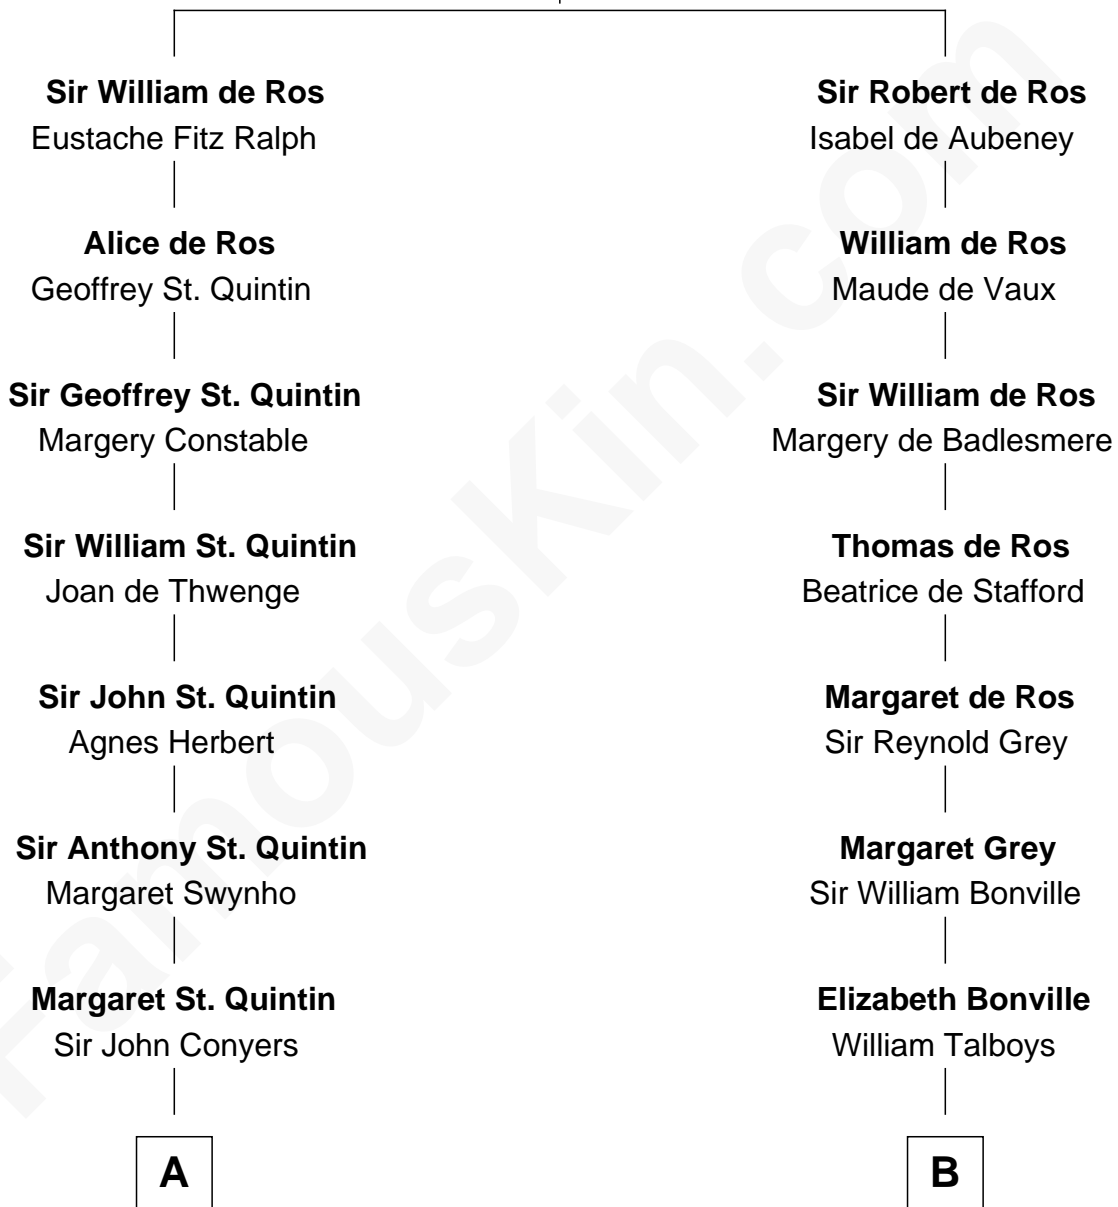 Sir William de Ros
Eustache Fitz Ralph
Alice de Ros
Geoffrey St. Quintin
Sir Geoffrey St. Quintin
Margery Constable
Sir William St. Quintin
Joan de Thwenge
Sir John St. Quintin
Agnes Herbert
Sir Anthony St. Quintin
Margaret Swynho
Margaret St. Quintin
Sir John Conyers
A
Sir Robert de Ros
Isabel de Aubeney
William de Ros
Maude de Vaux
Sir William de Ros
Margery de Badlesmere
Thomas de Ros
Beatrice de Stafford
Margaret de Ros
Sir Reynold Grey
Margaret Grey
Sir William Bonville
Elizabeth Bonville
William Talboys
B
FamousKin.com